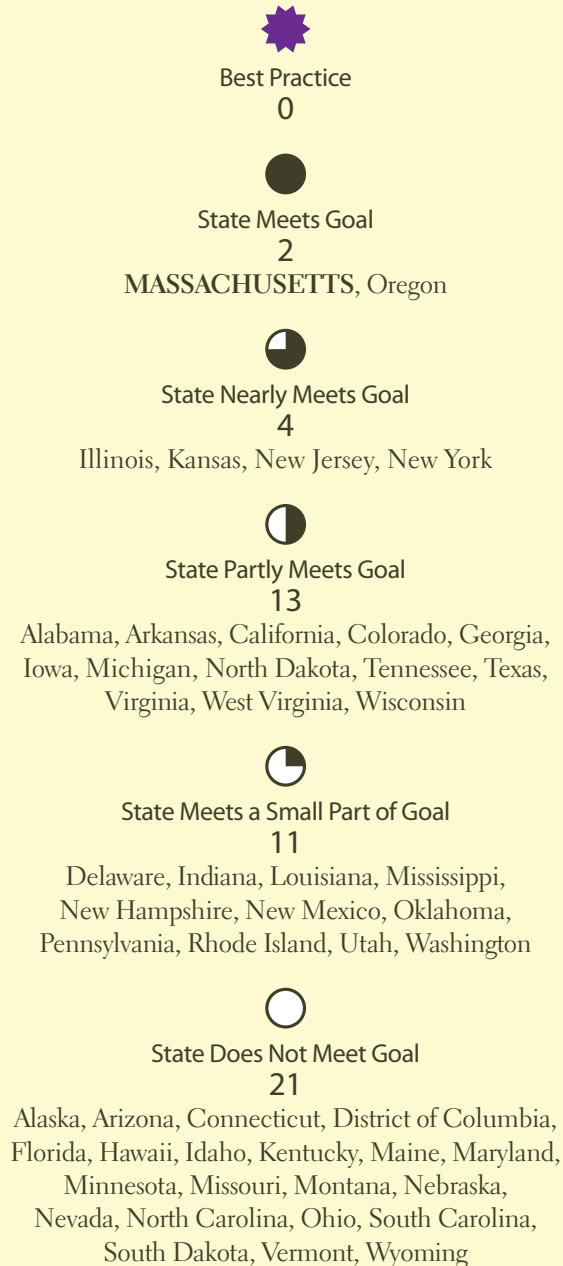 Best Practice
0
State Meets Goal
2
MASSACHUSETTS, Oregon
State Nearly Meets Goal
4
Illinois, Kansas, New Jersey, New York
State Partly Meets Goal
13
Alabama, Arkansas, California, Colorado, Georgia,
Iowa, Michigan, North Dakota, Tennessee, Texas,
Virginia, West Virginia, Wisconsin
State Meets a Small Part of Goal
11
Delaware, Indiana, Louisiana, Mississippi,
New Hampshire, New Mexico, Oklahoma,
Pennsylvania, Rhode Island, Utah, Washington
State Does Not Meet Goal
21
Alaska, Arizona, Connecticut, District of Columbia,
Florida, Hawaii, Idaho, Kentucky, Maine, Maryland,
Minnesota, Missouri, Montana, Nebraska,
Nevada, North Carolina, Ohio, South Carolina,
South Dakota, Vermont, Wyoming